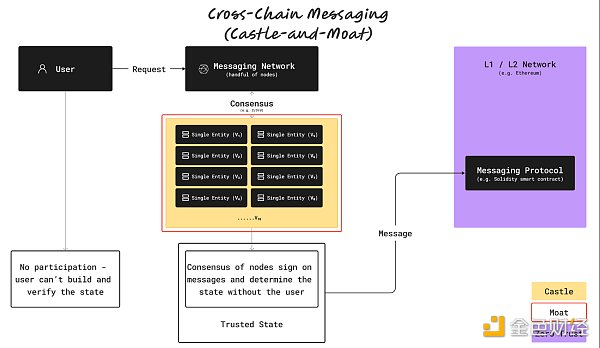 Cross-Chain Messaging
(Castle-and-Moat)
User
Request
Messaging Network
(handful of nodes)
Consensus
Single Entity
Single Entity
Single Entity
Single Entity
Single Entity
Single Entity
Single Entity
Single Entity
No participation -
user can't build and
verify the state
Consensus of nodes sign on
messages and determine the
state without the user
Trusted State
Message
L1 / L2 Network
(e.g. Ethereum)
Messaging Protocol
(e.g. Solidity smart contract)
Castle
Moat
Zero Trust
金色财经